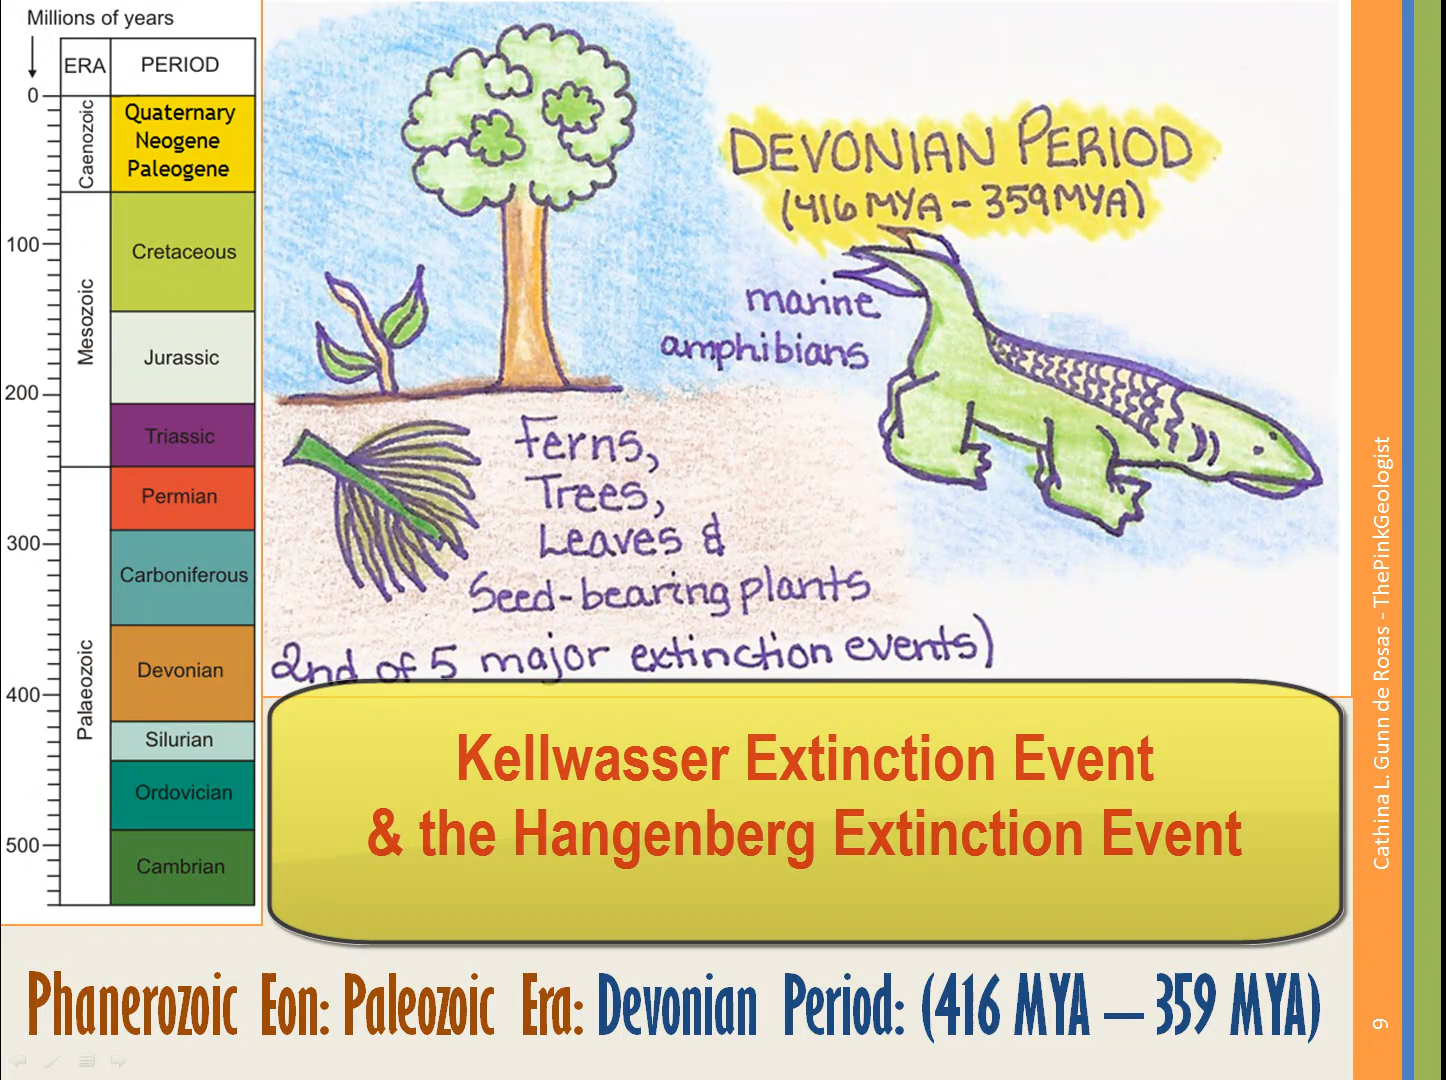 Millions of years
ERA PERIOD
0
100
200
300
400
500
Caenozoic
Mesozoic
Palaeozoic
Quaternary
Neogene
Paleogene
Cretaceous
Jurassic
Triassic
Permian
Carboniferous
Devonian
Silurian
Ordovician
Cambrian
DEVONIAN PERIOD
(416 MYA - 359 MYA)
marine
amphibians
Ferns,
Trees,
Leaves &
Seed-bearing plants
2nd of 5 major extinction events)
Kellwasser Extinction Event
& the Hangenberg Extinction Event
Phanerozoic Eon: Paleozoic Era: Devonian Period: (416 MYA – 359 MYA)
Cathina L. Gunn de Rosas - ThePinkGeologist
9